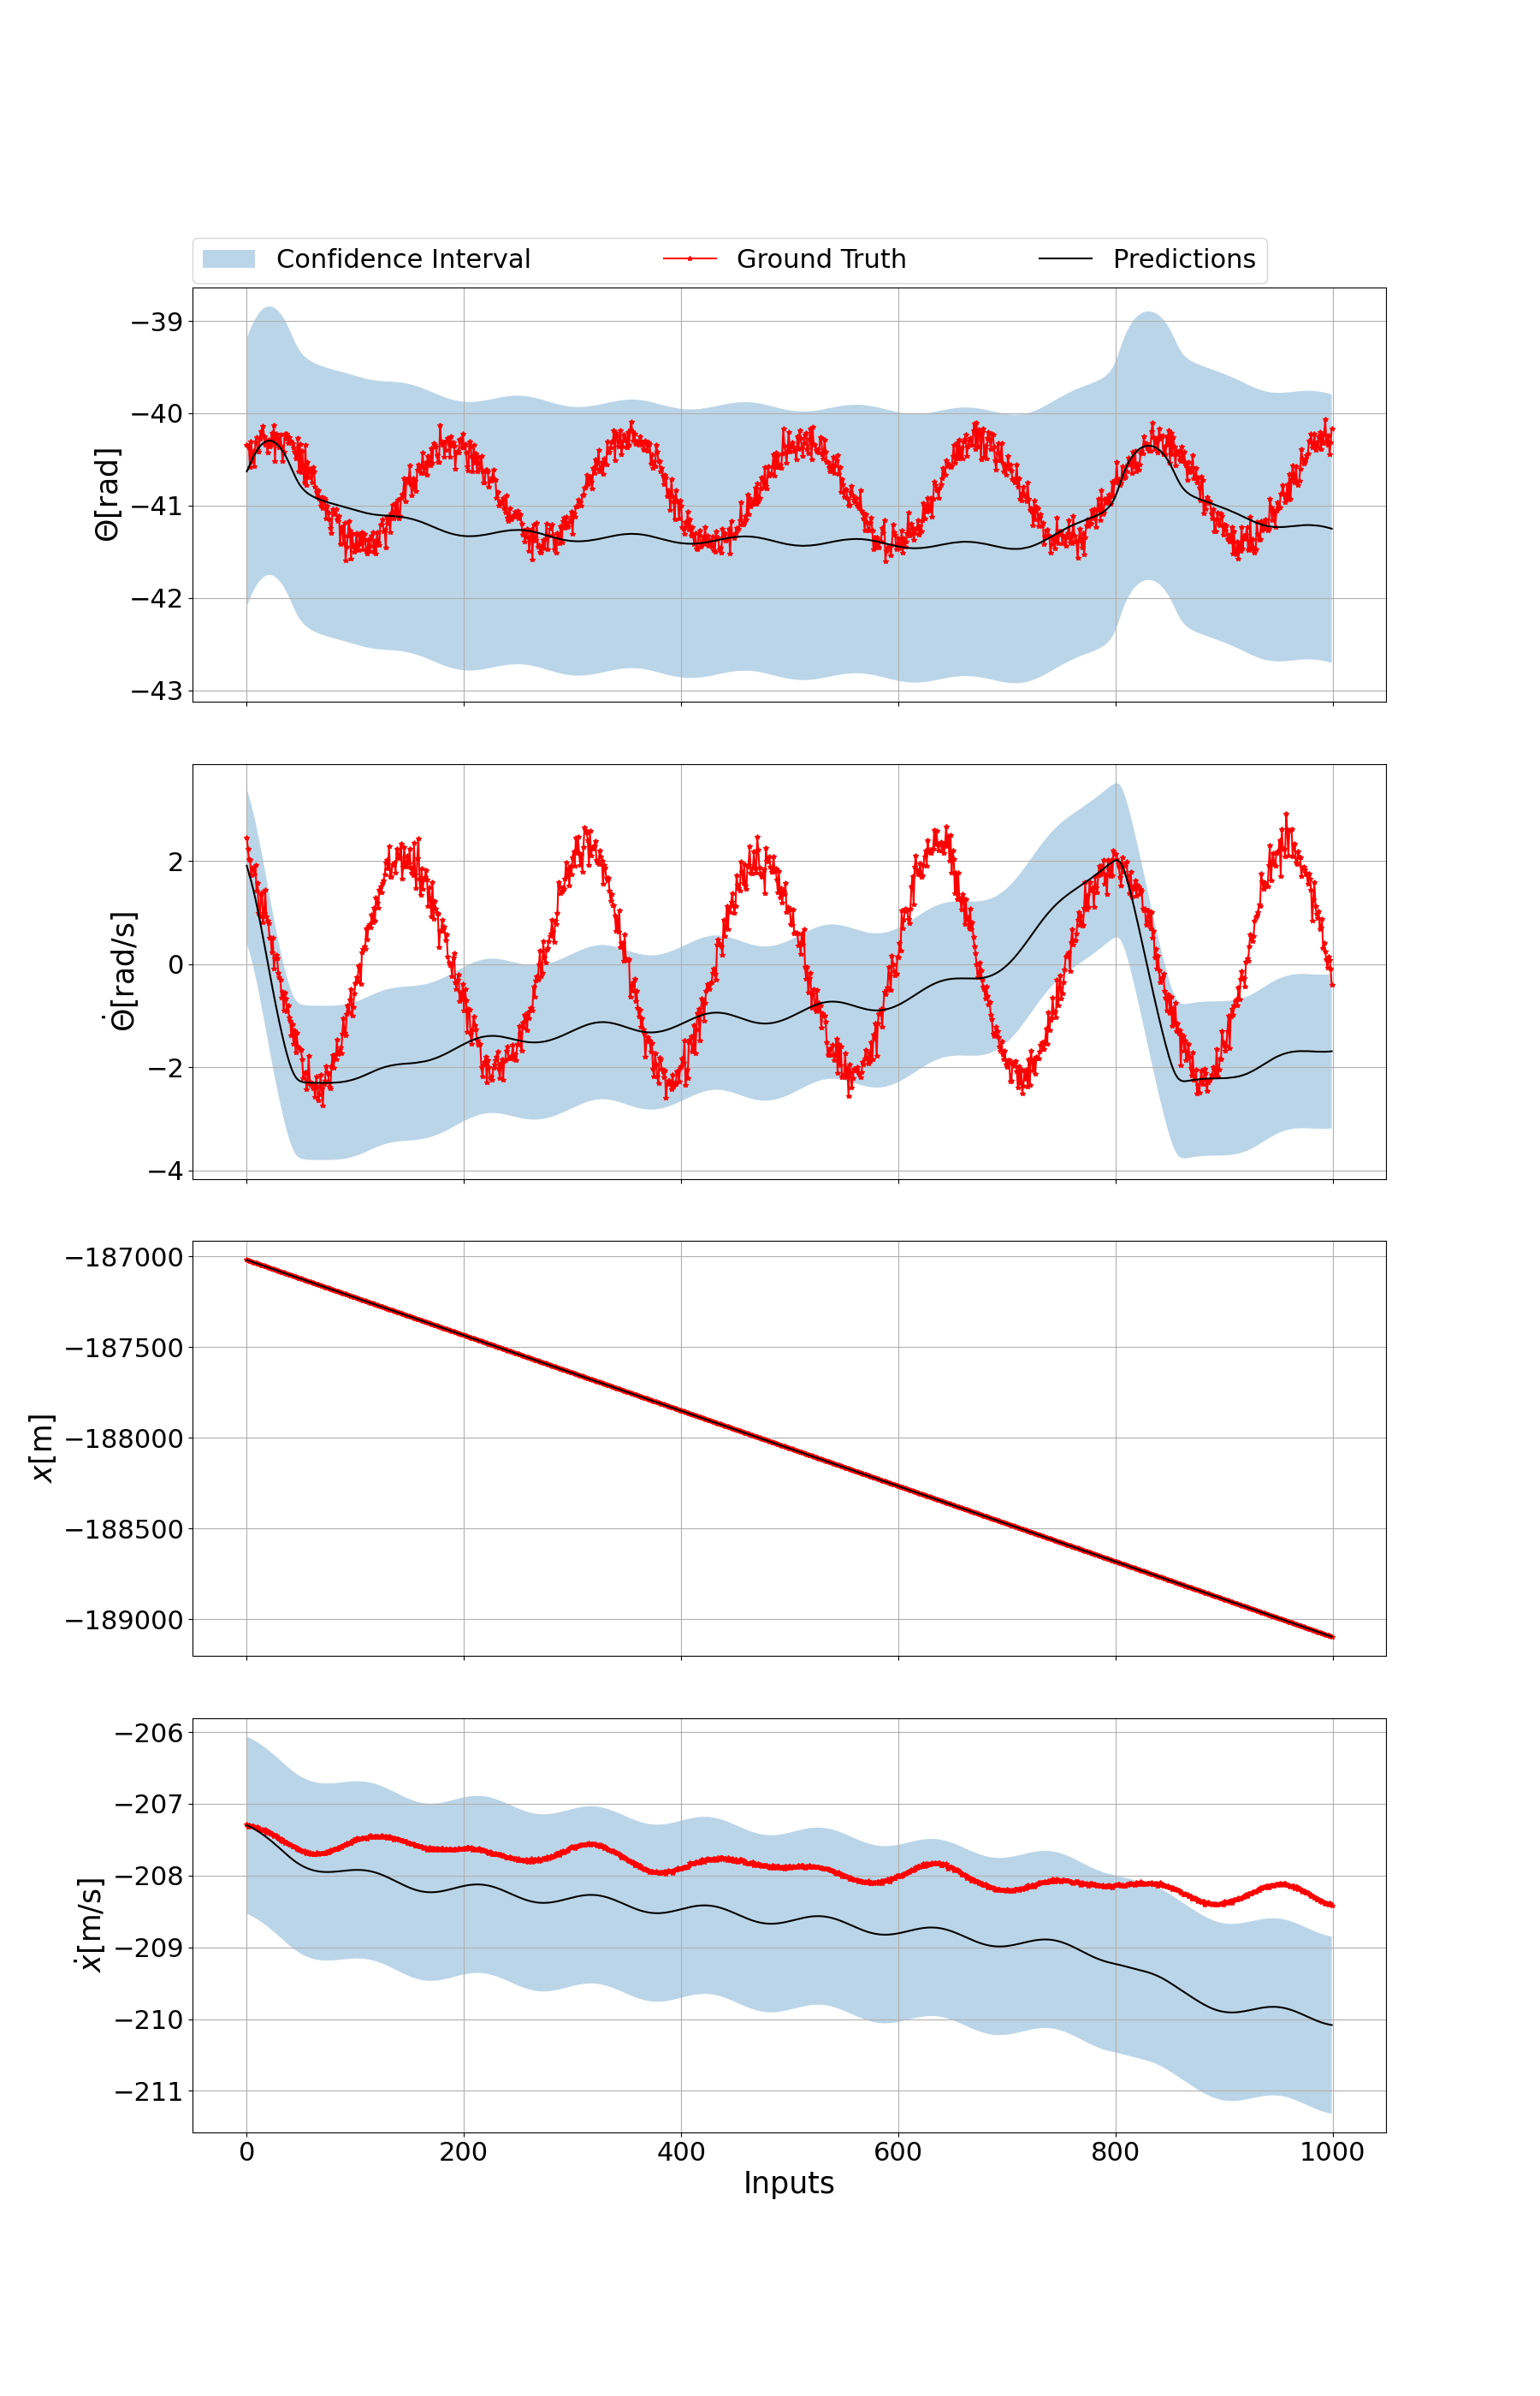 Confidence Interval Ground Truth Predictions
−39
−40
−41
−42
−43
Θ[rad]
2
0
−2
−4
Θ̇[rad/s]
−187000
−187500
−188000
−188500
−189000
x[m]
−206
−207
−208
−209
−210
−211
ẋ[m/s]
0 200 400 600 800 1000
Inputs